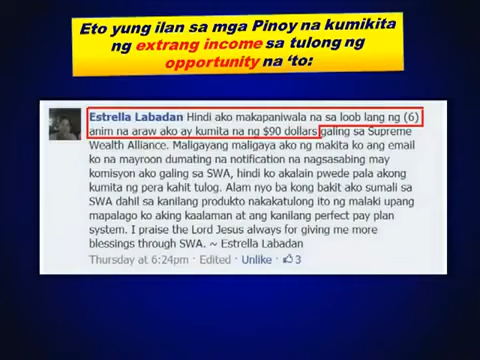 Eto yung ilan sa mga Pinoy na kumikita
ng extrang income sa tulong ng
opportunity na ‘to:
Estrella Labadan Hindi ako makapaniwala na sa loob lang ng (6)
anim na araw ako ay kumita na ng $90 dollars galing sa Supreme
Wealth Alliance. Maligayang maligaya ako ng makita ko ang email
ko na mayroon dumating na notification na nagsasabing may
komisyon ako galing sa SWA, hindi ko akalain pwede pala akong
kumita ng pera kahit tulog. Alam nyo ba kong bakit ako sumali sa
SWA dahil sa kanilang produkto nakakatulong ito ng malaki upang
mapalago ko aking kaalaman at ang kanilang perfect pay plan
system. I praise the Lord Jesus always for giving me more
blessings through SWA. ~ Estrella Labadan
Thursday at 6:24pm · Edited · Unlike · 3